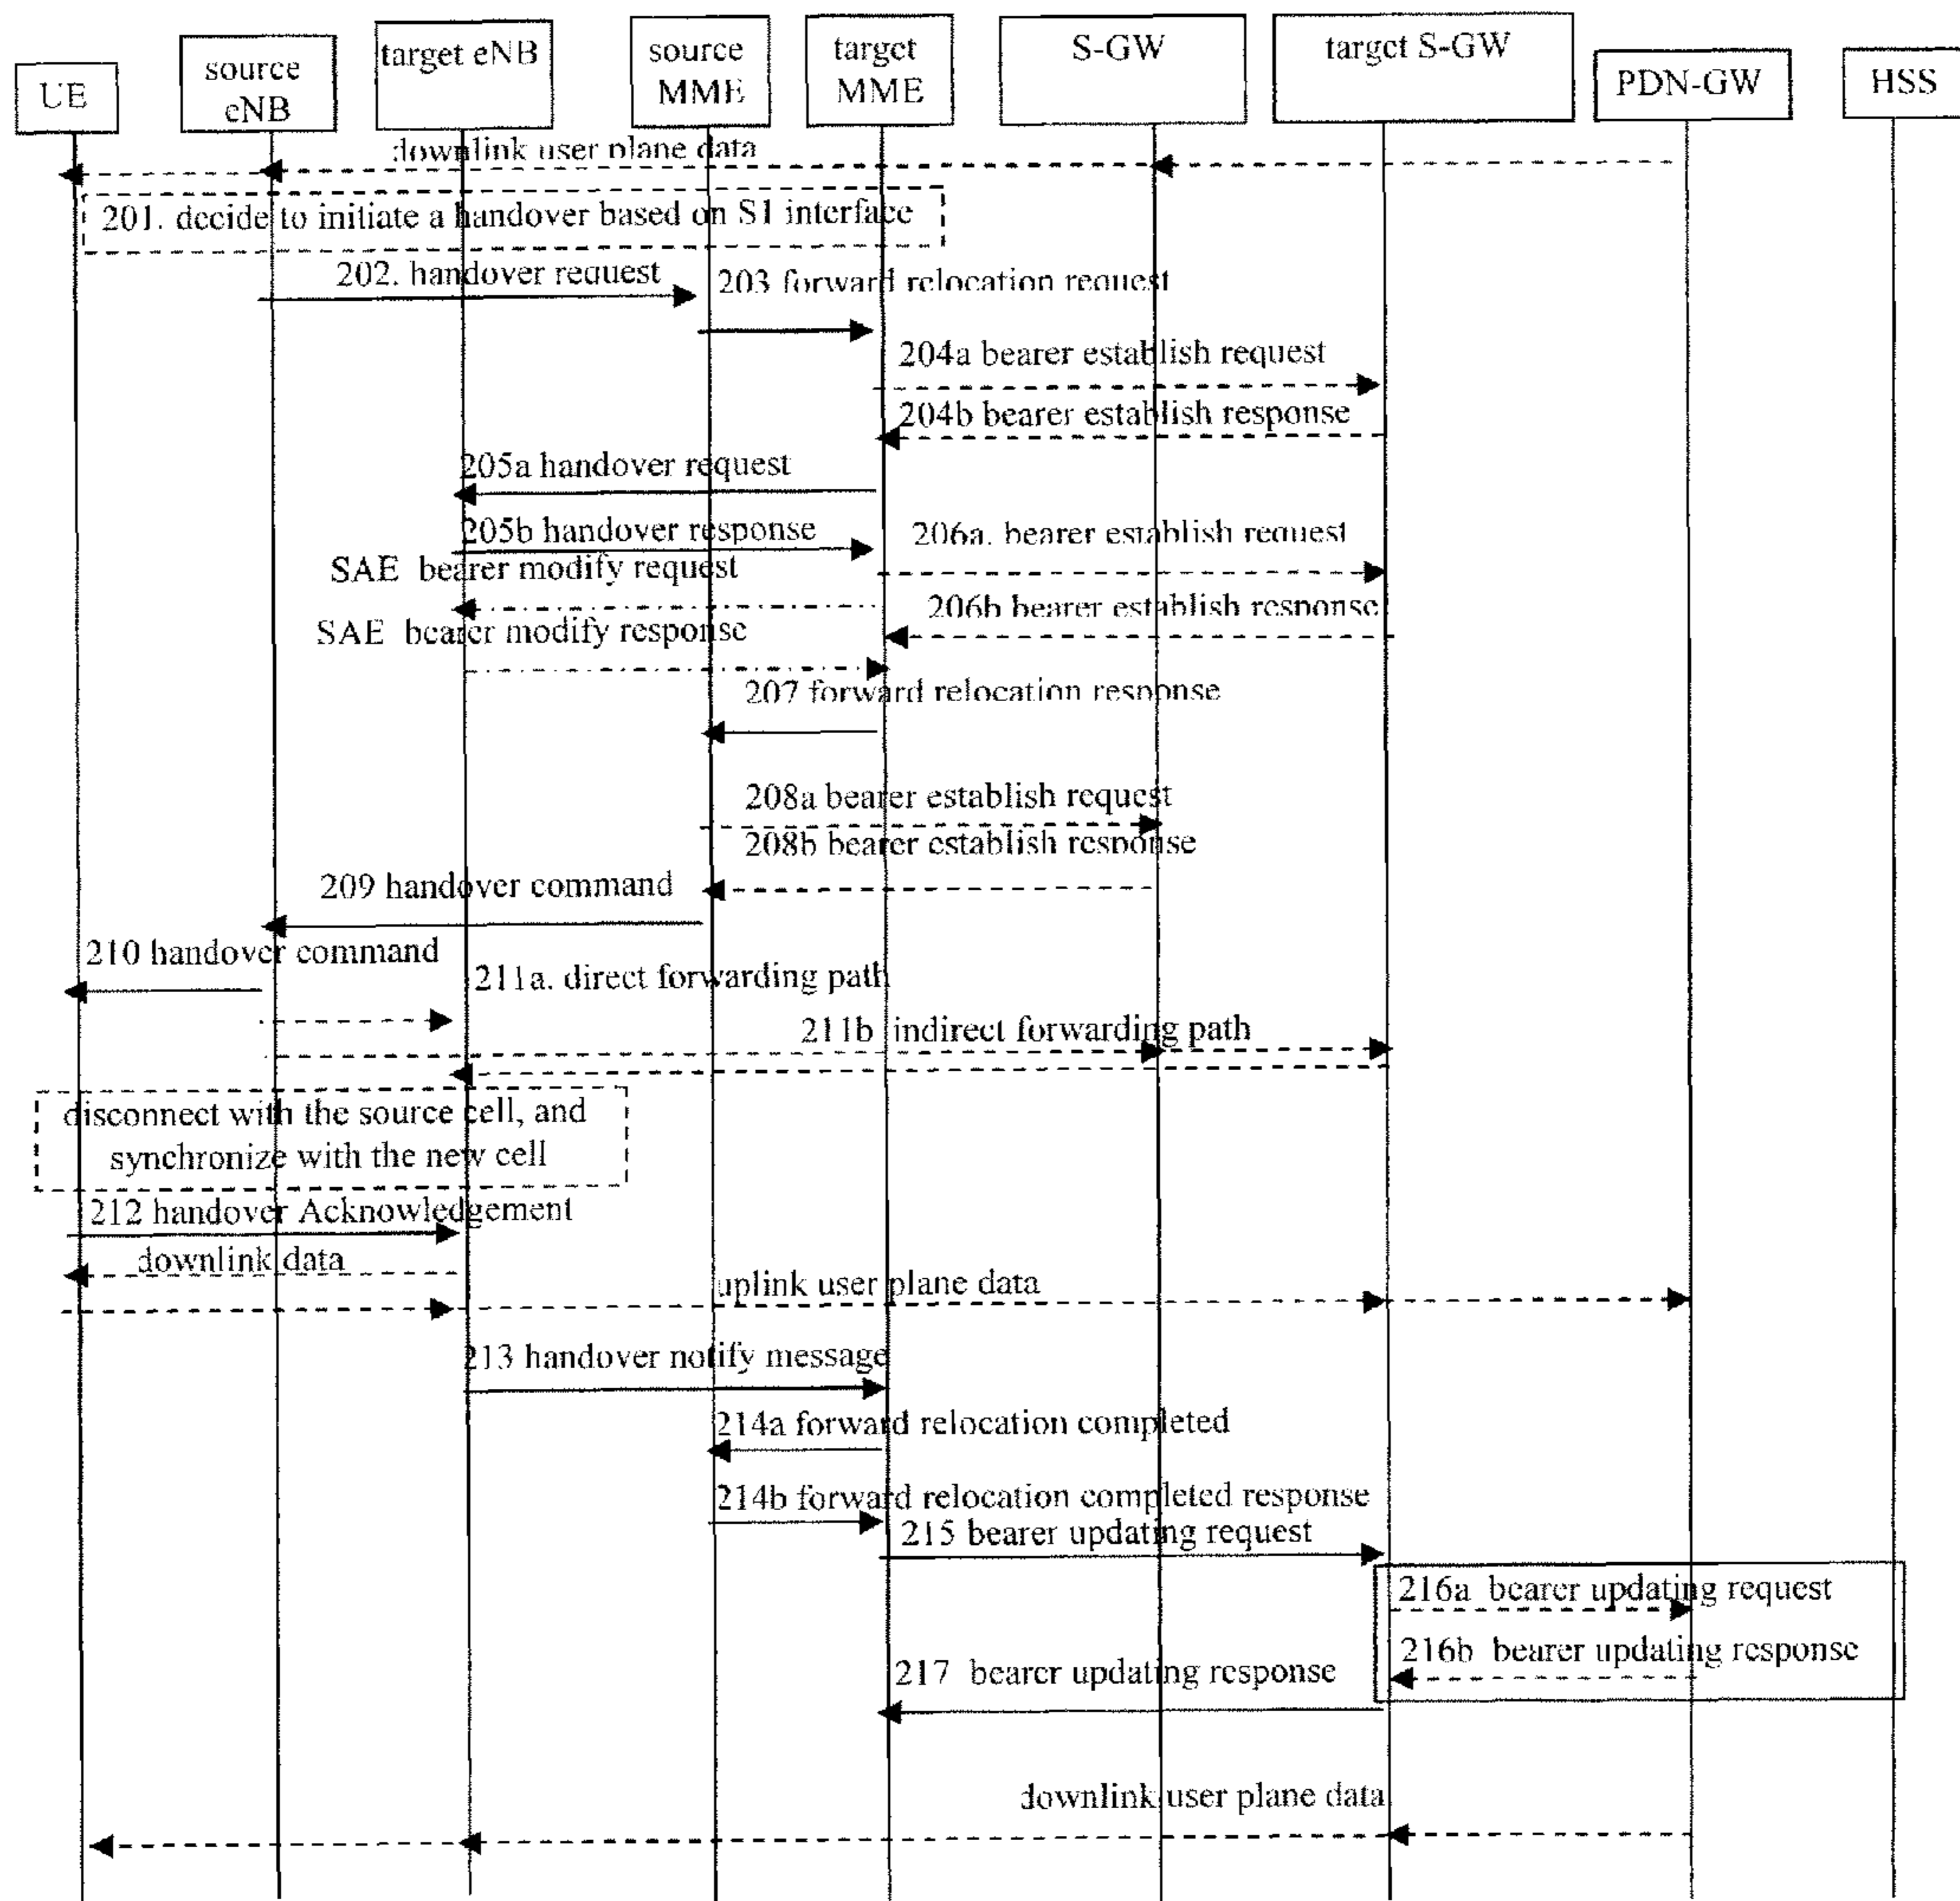 UE
source
eNB
target eNB
source
MME
target
MME
S-GW
target S-GW
PDN-GW
HSS
downlink user plane data
201. decide to initiate a handover based on S1 interface
202. handover request
203 forward relocation request
204a bearer establish request
204b bearer establish response
205a handover request
205b handover response
206a. bearer establish request
SAE bearer modify request
206b bearer establish response
SAE bearer modify response
207 forward relocation response
208a bearer establish request
208b bearer establish response
209 handover command
210 handover command
211a. direct forwarding path
211b indirect forwarding path
disconnect with the source cell, and
synchronize with the new cell
212 handover Acknowledgement
downlink data
uplink user plane data
213 handover notify message
214a forward relocation completed
214b forward relocation completed response
215 bearer updating request
216a bearer updating request
216b bearer updating response
217 bearer updating response
downlink user plane data